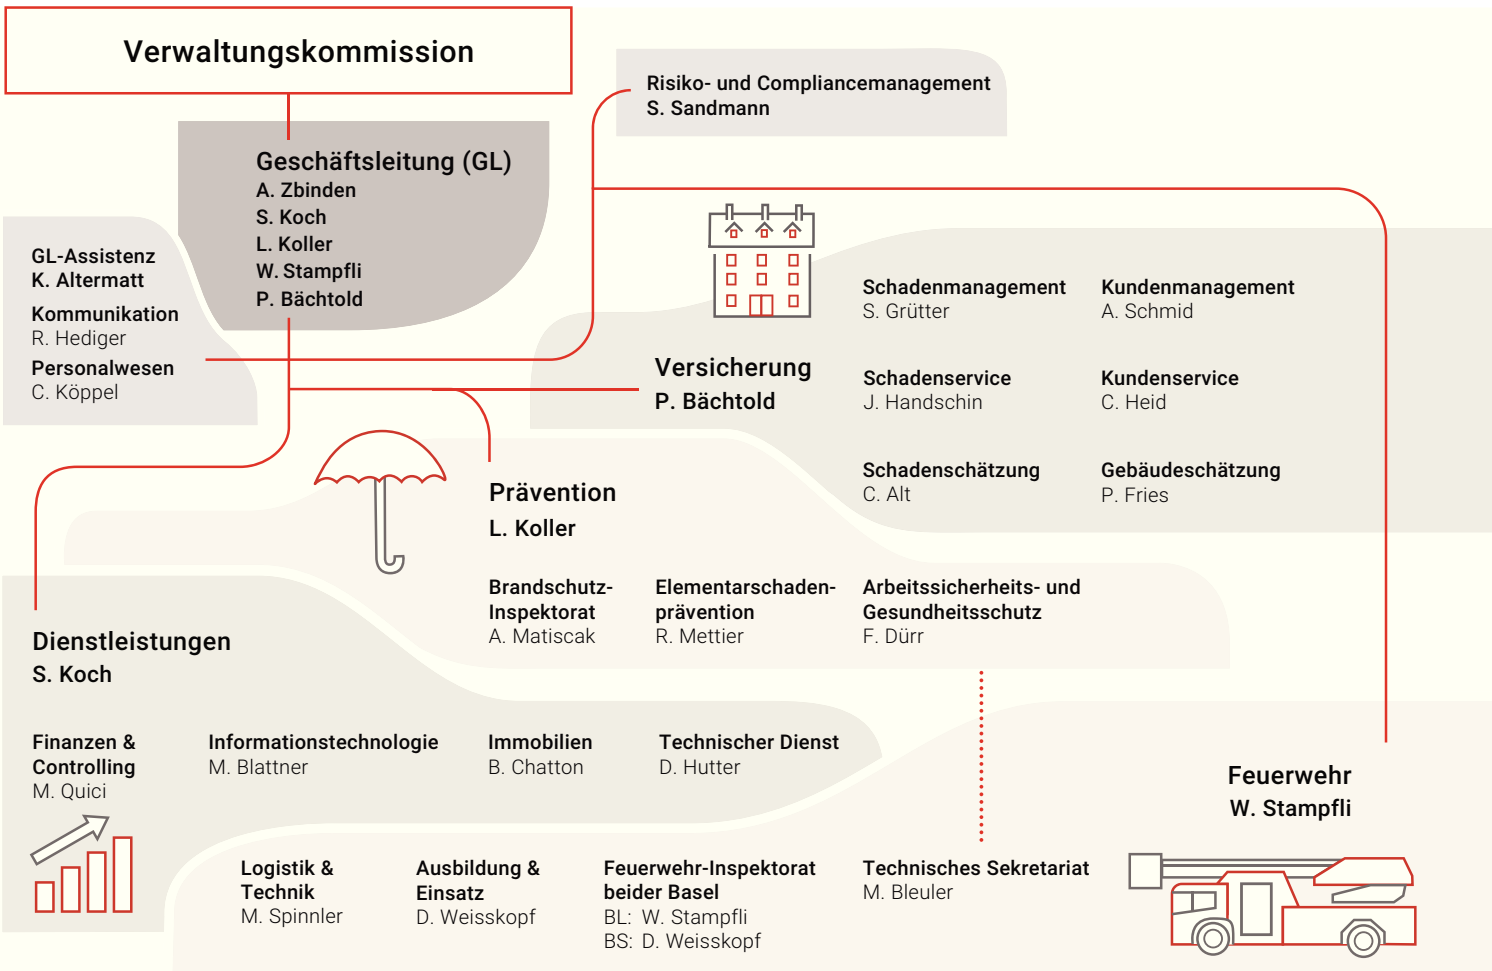 Verwaltungskommission
Risiko- und Compliancemanagement
S. Sandmann
Geschäftsleitung (GL)
A. Zbinden
S. Koch
L. Koller
W. Stampfli
P. Bächtold
GL-Assistenz
K. Altermatt
Kommunikation
R. Hediger
Personalwesen
C. Köppel
Versicherung
P. Bächtold
Schadenmanagement
S. Grütter
Kundenmanagement
A. Schmid
Schadenservice
J. Handschin
Kundenservice
C. Heid
Schadenschätzung
C. Alt
Gebäudeschätzung
P. Fries
Prävention
L. Koller
Brandschutz-
Inspektorat
A. Matiscak
Elementarschaden-
prävention
R. Mettier
Arbeitssicherheits- und
Gesundheitsschutz
F. Dürr
Dienstleistungen
S. Koch
Finanzen &
Controlling
M. Quici
Informationstechnologie
M. Blattner
Immobilien
B. Chatton
Technischer Dienst
D. Hutter
Feuerwehr
W. Stampfli
Logistik &
Technik
M. Spinnler
Ausbildung &
Einsatz
D. Weisskopf
Feuerwehr-Inspektorat
beider Basel
BL: W. Stampfli
BS: D. Weisskopf
Technisches Sekretariat
M. Bleuler